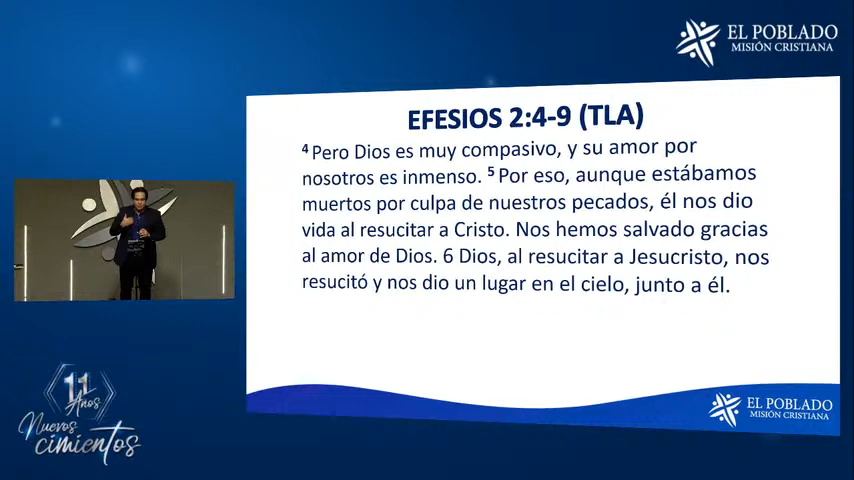 EL POBLADO
MISIÓN CRISTIANA
EFESIOS 2:4-9 (TLA)
⁴ Pero Dios es muy compasivo, y su amor por
nosotros es inmenso. ⁵ Por eso, aunque estábamos
muertos por culpa de nuestros pecados, él nos dio
vida al resucitar a Cristo. Nos hemos salvado gracias
al amor de Dios. 6 Dios, al resucitar a Jesucristo, nos
resucitó y nos dio un lugar en el cielo, junto a él.
11
Años
Nuevos
cimientos
EL POBLADO
MISIÓN CRISTIANA